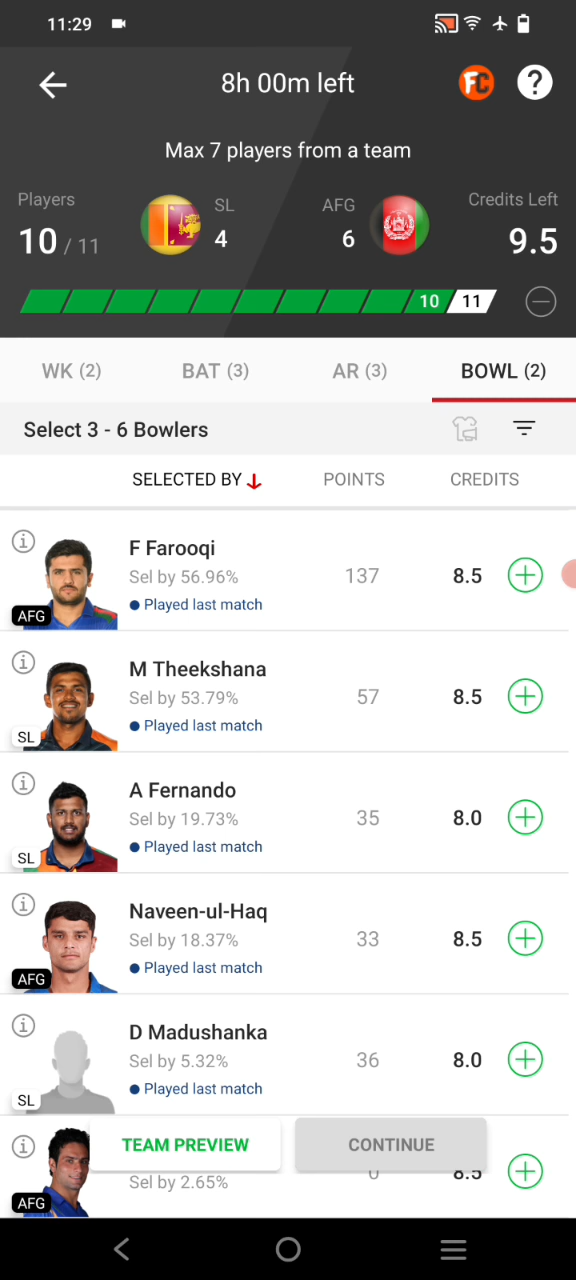 11:29
8h 00m left
FC
?
Max 7 players from a team
Players
SL
AFG
Credits Left
10 / 11
4
6
9.5
10
11
WK (2)
BAT (3)
AR (3)
BOWL (2)
Select 3 - 6 Bowlers
SELECTED BY
POINTS
CREDITS
F Farooqi
Sel by 56.96%
137
8.5
Played last match
AFG
M Theekshana
Sel by 53.79%
57
8.5
Played last match
SL
A Fernando
Sel by 19.73%
35
8.0
Played last match
SL
Naveen-ul-Haq
Sel by 18.37%
33
8.5
Played last match
AFG
D Madushanka
Sel by 5.32%
36
8.0
Played last match
SL
TEAM PREVIEW
CONTINUE
Sel by 2.65%
0
8.5
AFG